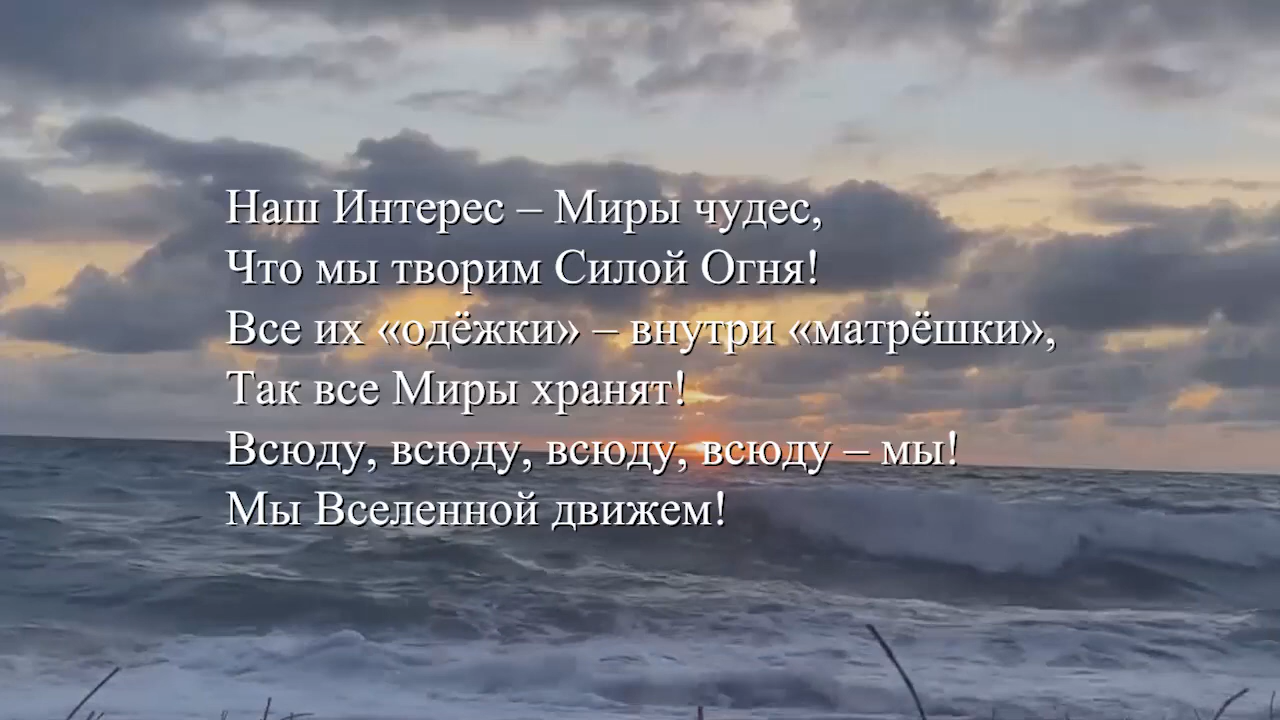 Наш Интерес – Миры чудес,
Что мы творим Силой Огня!
Все их «одёжки» – внутри «матрёшки»,
Так все Миры хранят!
Всюду, всюду, всюду, всюду – мы!
Мы Вселенной движем!